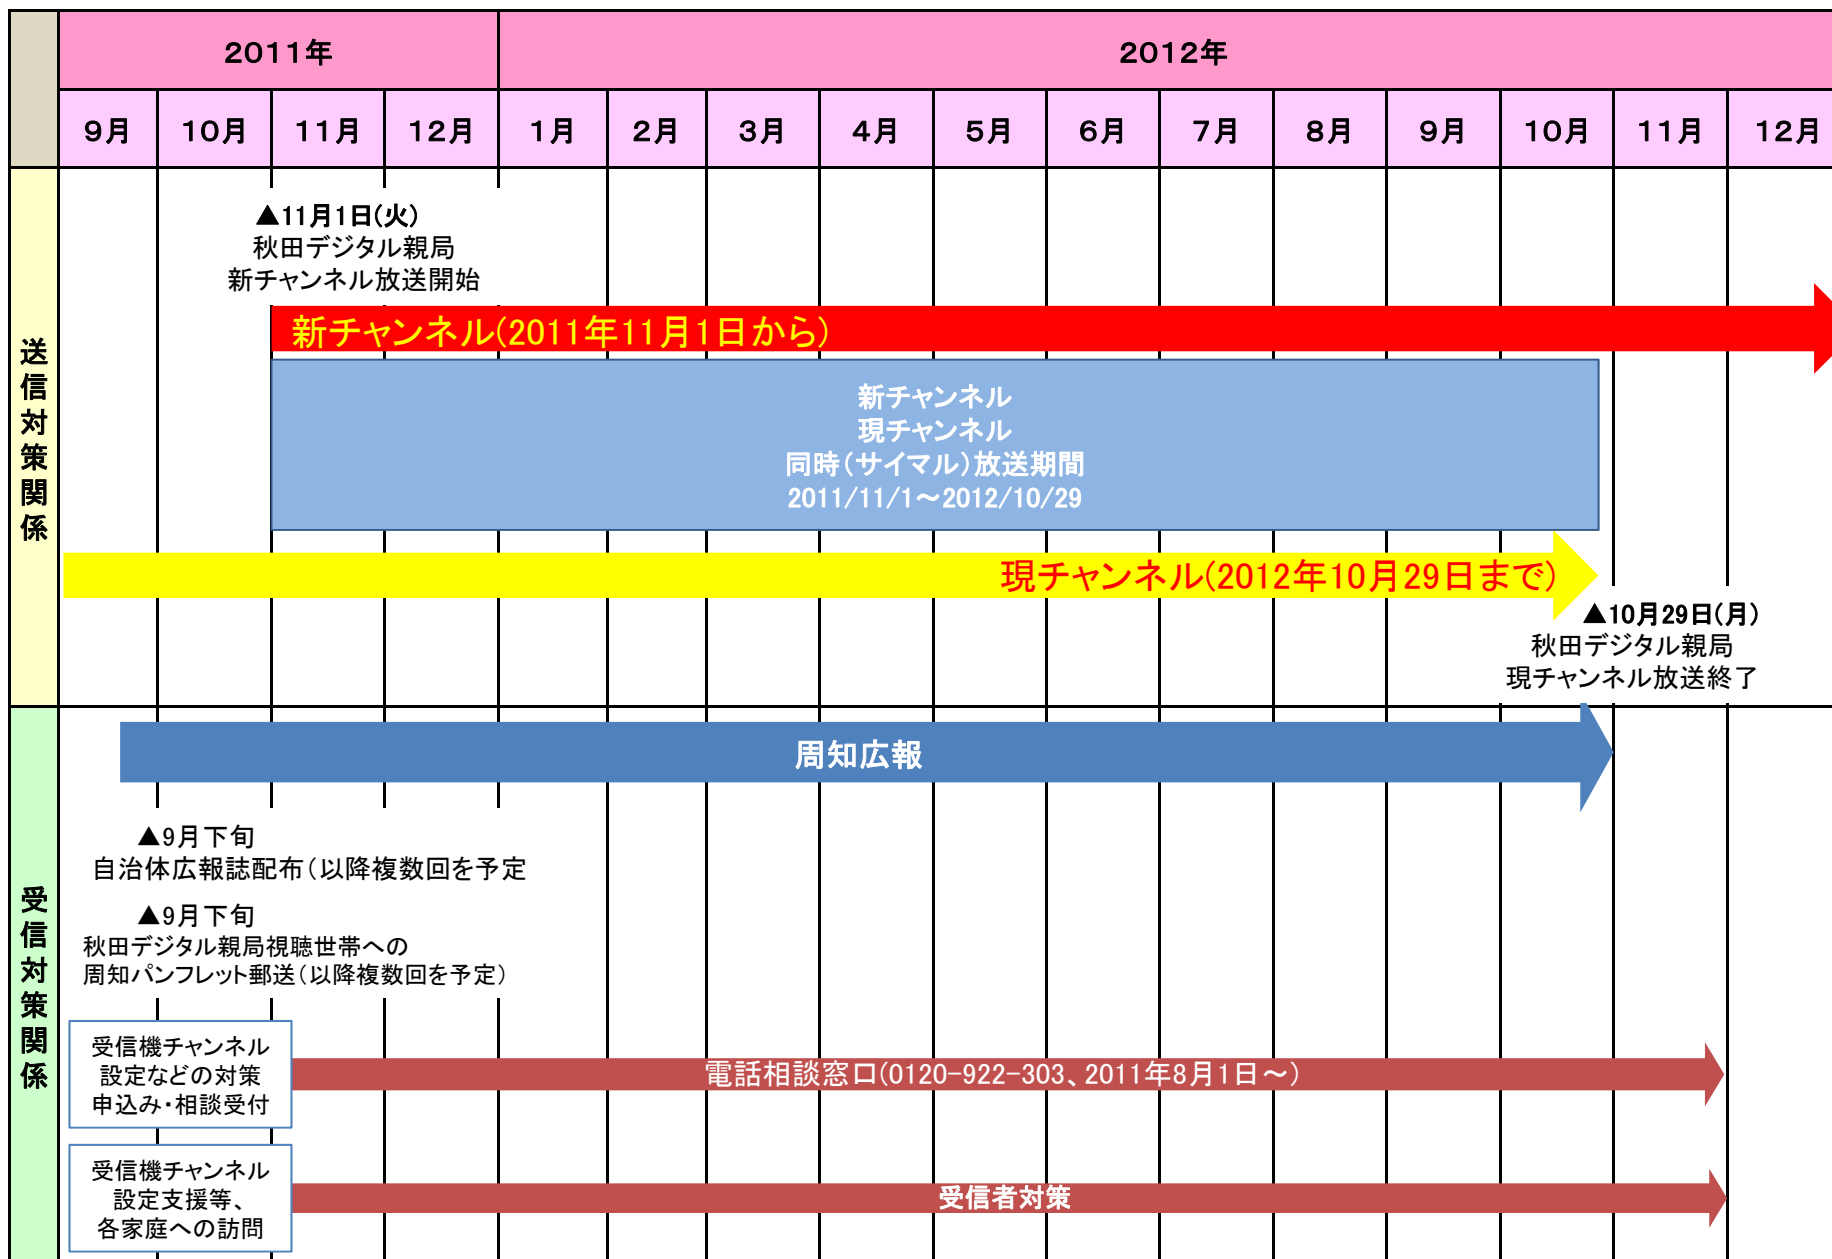 2011年
2012年
9月 10月 11月 12月 1月 2月 3月 4月 5月 6月 7月 8月 9月 10月 11月 12月
送信対策関係
▲11月1日(火)
秋田デジタル親局
新チャンネル放送開始
新チャンネル(2011年11月1日から)
新チャンネル
現チャンネル
同時(サイマル)放送期間
2011/11/1～2012/10/29
現チャンネル(2012年10月29日まで)
▲10月29日(月)
秋田デジタル親局
現チャンネル放送終了
受信対策関係
周知広報
▲9月下旬
自治体広報誌配布(以降複数回を予定
▲9月下旬
秋田デジタル親局視聴世帯への
周知パンフレット郵送(以降複数回を予定)
受信機チャンネル
設定などの対策
申込み・相談受付
電話相談窓口(0120-922-303、2011年8月1日～)
受信機チャンネル
設定支援等、
各家庭への訪問
受信者対策